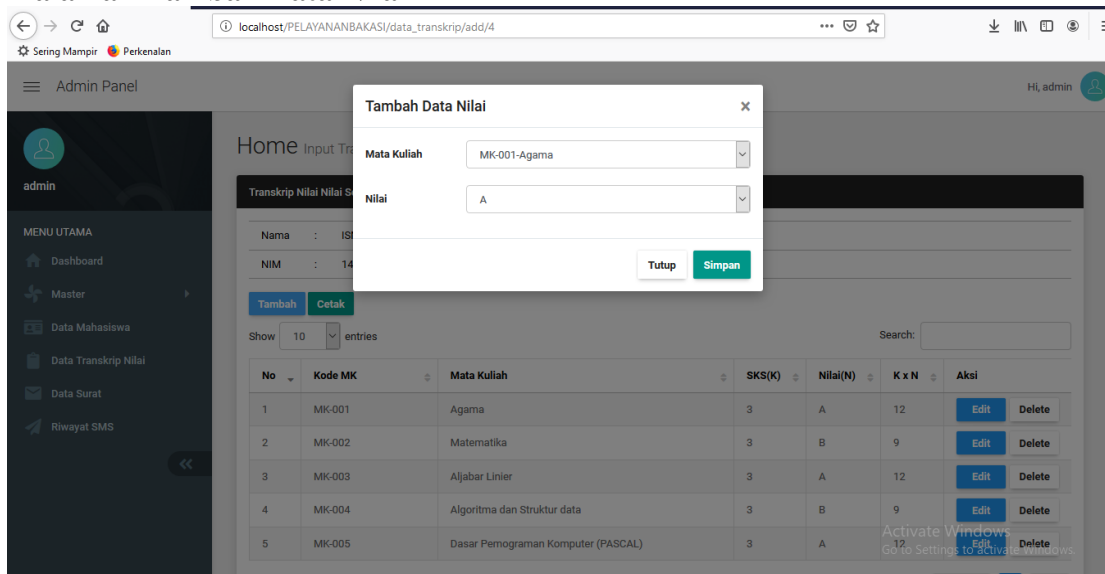 localhost/PELAYANANBAKASI/data_transkrip/add/4
Sering Mampir Perkenalan
Admin Panel
Hi, admin
Tambah Data Nilai ×
Mata Kuliah MK-001-Agama
Nilai A
Tutup Simpan
admin
MENU UTAMA
Dashboard
Master
Data Mahasiswa
Data Transkrip Nilai
Data Surat
Riwayat SMS
Home Input
Transkrip Nilai Nilai
Nama :
NIM : 14
Tambah Cetak
Show 10 entries Search:
No Kode MK Mata Kuliah SKS(K) Nilai(N) K x N Aksi
1 MK-001 Agama 3 A 12 Edit Delete
2 MK-002 Matematika 3 B 9 Edit Delete
3 MK-003 Aljabar Linier 3 A 12 Edit Delete
4 MK-004 Algoritma dan Struktur data 3 B 9 Edit Delete
5 MK-005 Dasar Pemograman Komputer (PASCAL) 3 A 12 Edit Delete
Activate Windows
Go to Settings to activate Windows.